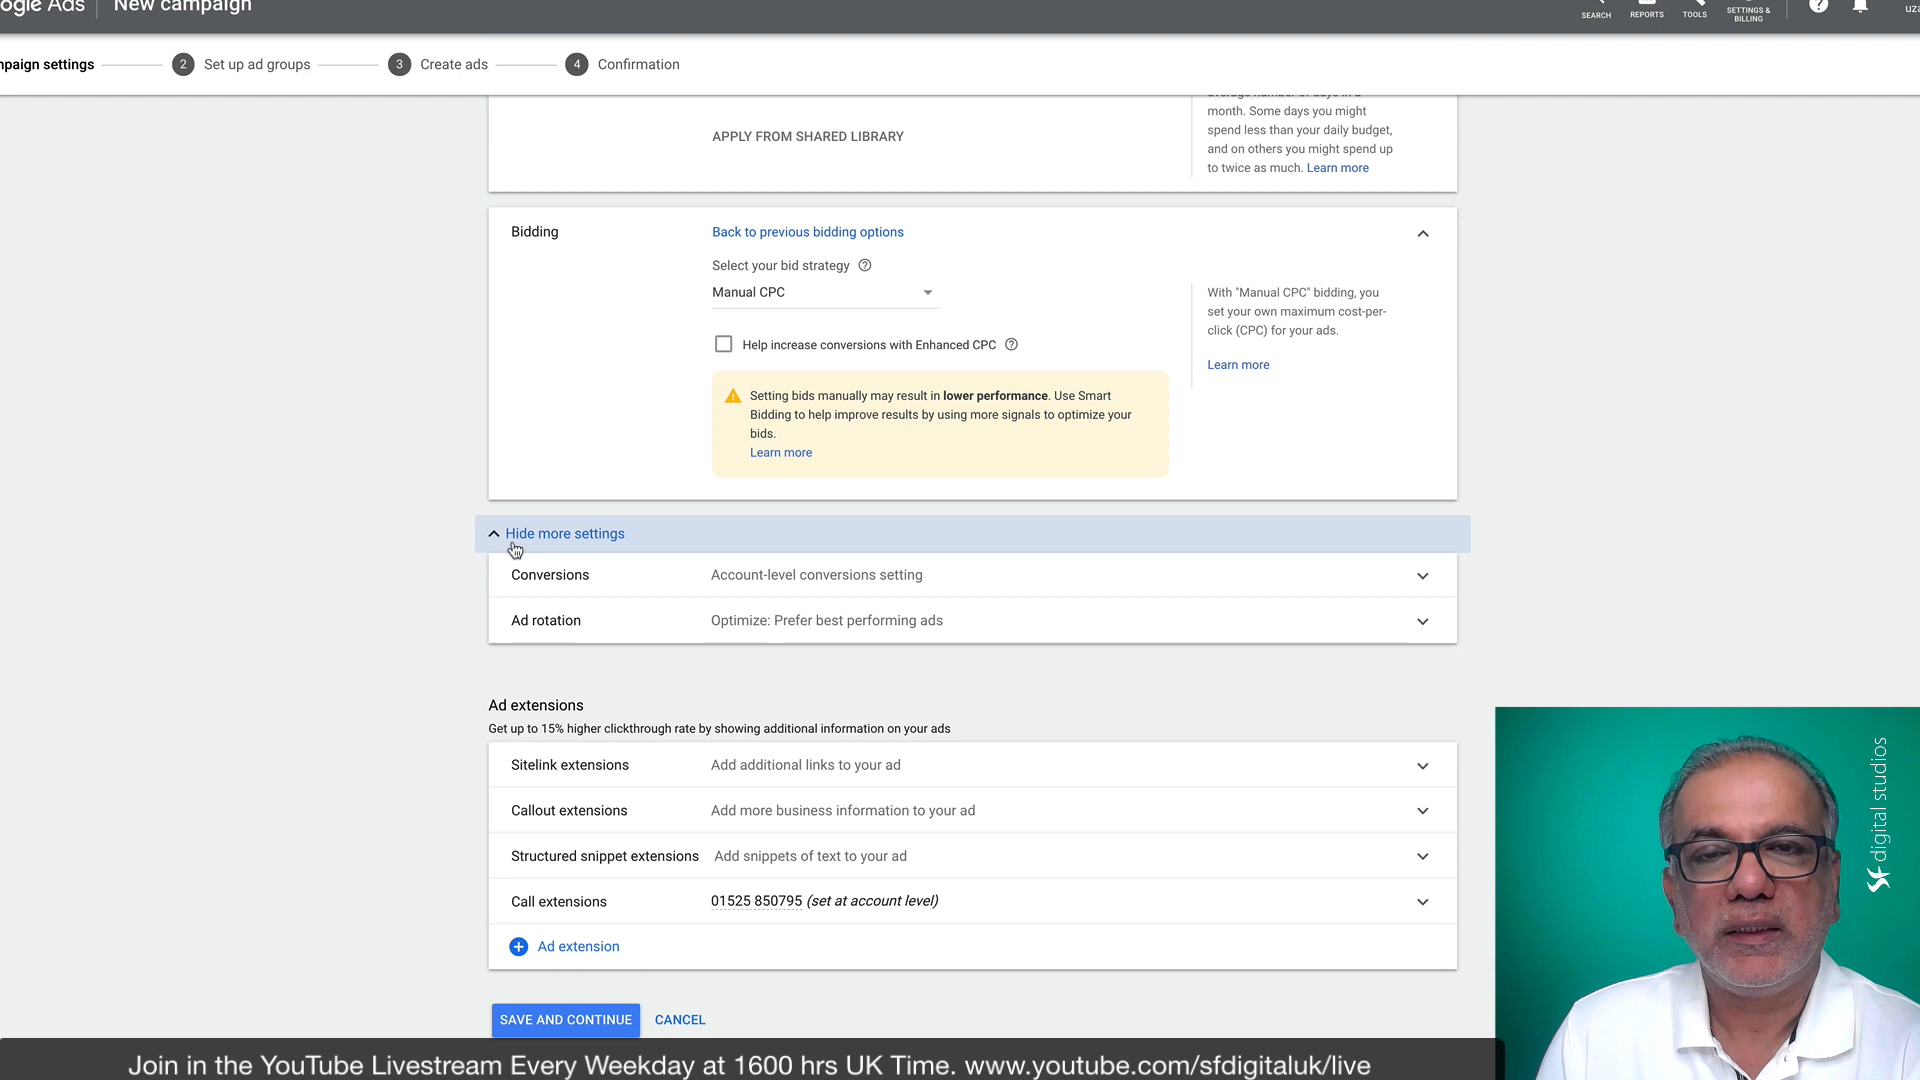 ogle Ads New campaign
SEARCH REPORTS TOOLS SETTINGS & BILLING uza
mpaign settings 2 Set up ad groups 3 Create ads 4 Confirmation
month. Some days you might
APPLY FROM SHARED LIBRARY
spend less than your daily budget,
and on others you might spend up
to twice as much. Learn more
Bidding
Back to previous bidding options
Select your bid strategy
Manual CPC
Help increase conversions with Enhanced CPC
Setting bids manually may result in lower performance. Use Smart
Bidding to help improve results by using more signals to optimize your
bids.
Learn more
With "Manual CPC" bidding, you
set your own maximum cost-per-
click (CPC) for your ads.
Learn more
Hide more settings
Conversions Account-level conversions setting
Ad rotation Optimize: Prefer best performing ads
Ad extensions
Get up to 15% higher clickthrough rate by showing additional information on your ads
Sitelink extensions Add additional links to your ad
Callout extensions Add more business information to your ad
Structured snippet extensions Add snippets of text to your ad
Call extensions 01525 850795 (set at account level)
Ad extension
SAVE AND CONTINUE CANCEL
digital studios
Join in the YouTube Livestream Every Weekday at 1600 hrs UK Time. www.youtube.com/sfdigitaluk/live